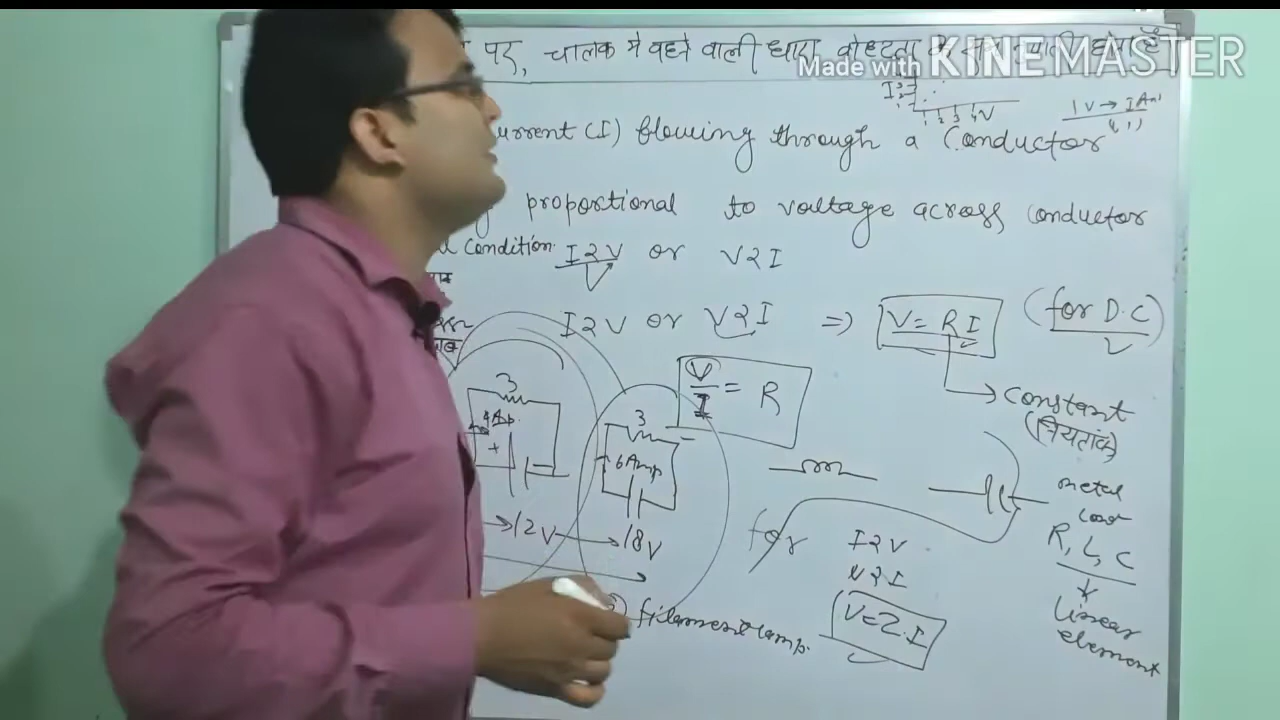 पर, चालक मे बहने वाली धारा
Made with KINEMASTER
1V → 1A
urrent (I) flowing through a conductor
proportional to voltage across conductor
condition. I ∝ V or V ∝ I
I ∝ V or V ∝ I ⇒ V = RI (for D.C)
V/I = R
constant
(नियतांक)
3
4Ap.
+
3
6Amp
→12V → 18V
metal
R, L, C
linear
element
for I ∝ V
V ∝ I
V = Z.I
filament lamp.